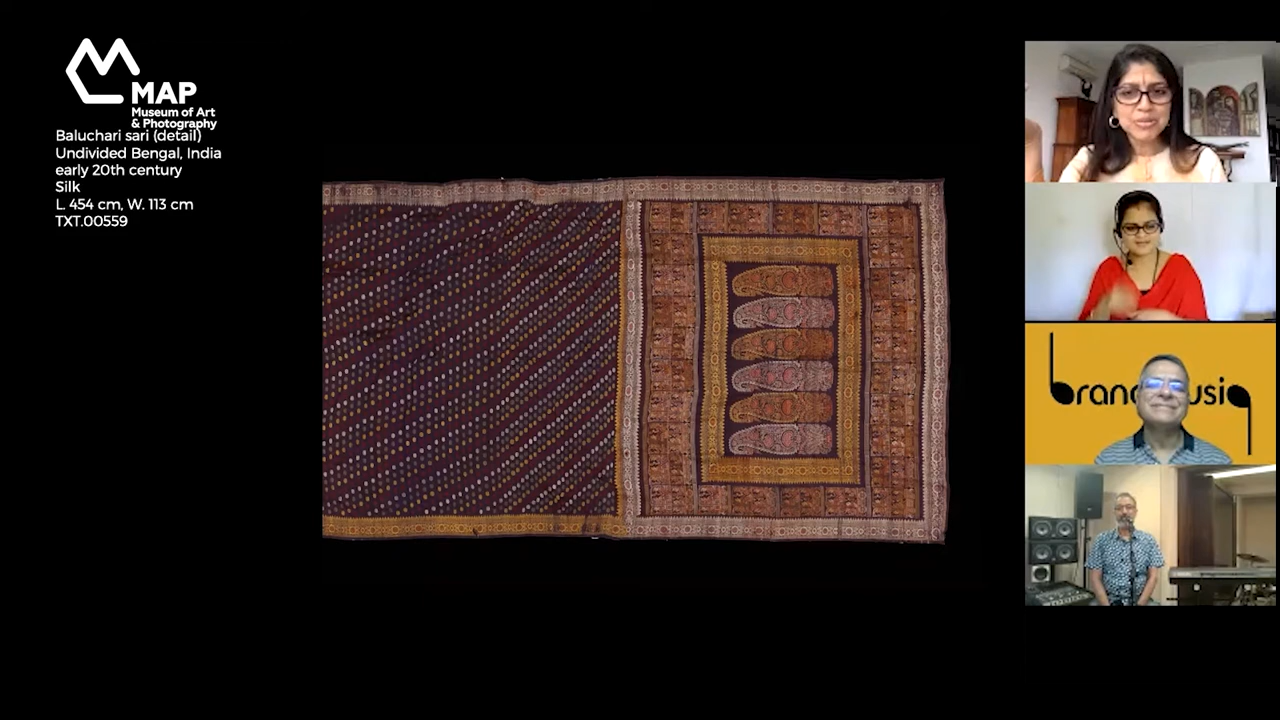 MAP
Museum of Art
& Photography
Baluchari sari (detail)
Undivided Bengal, India
early 20th century
Silk
L. 454 cm, W. 113 cm
TXT.00559